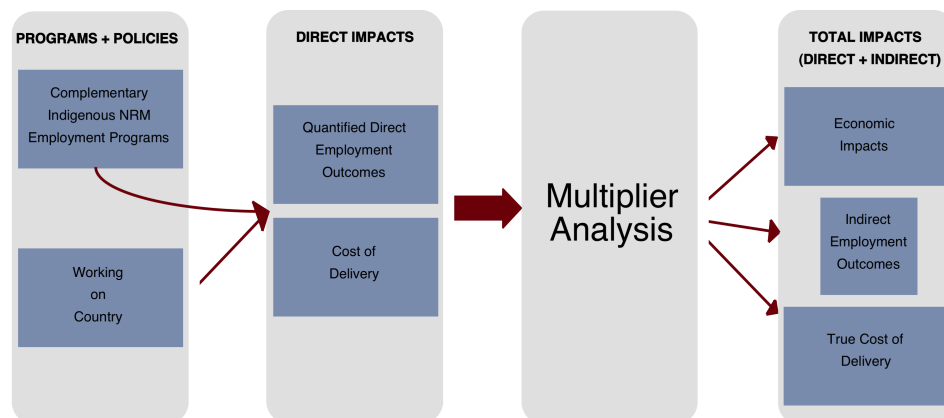 PROGRAMS + POLICIES
Complementary
Indigenous NRM
Employment Programs
Working
on
Country
DIRECT IMPACTS
Quantified Direct
Employment
Outcomes
Cost of
Delivery
Multiplier
Analysis
TOTAL IMPACTS
(DIRECT + INDIRECT)
Economic
Impacts
Indirect
Employment
Outcomes
True Cost of
Delivery